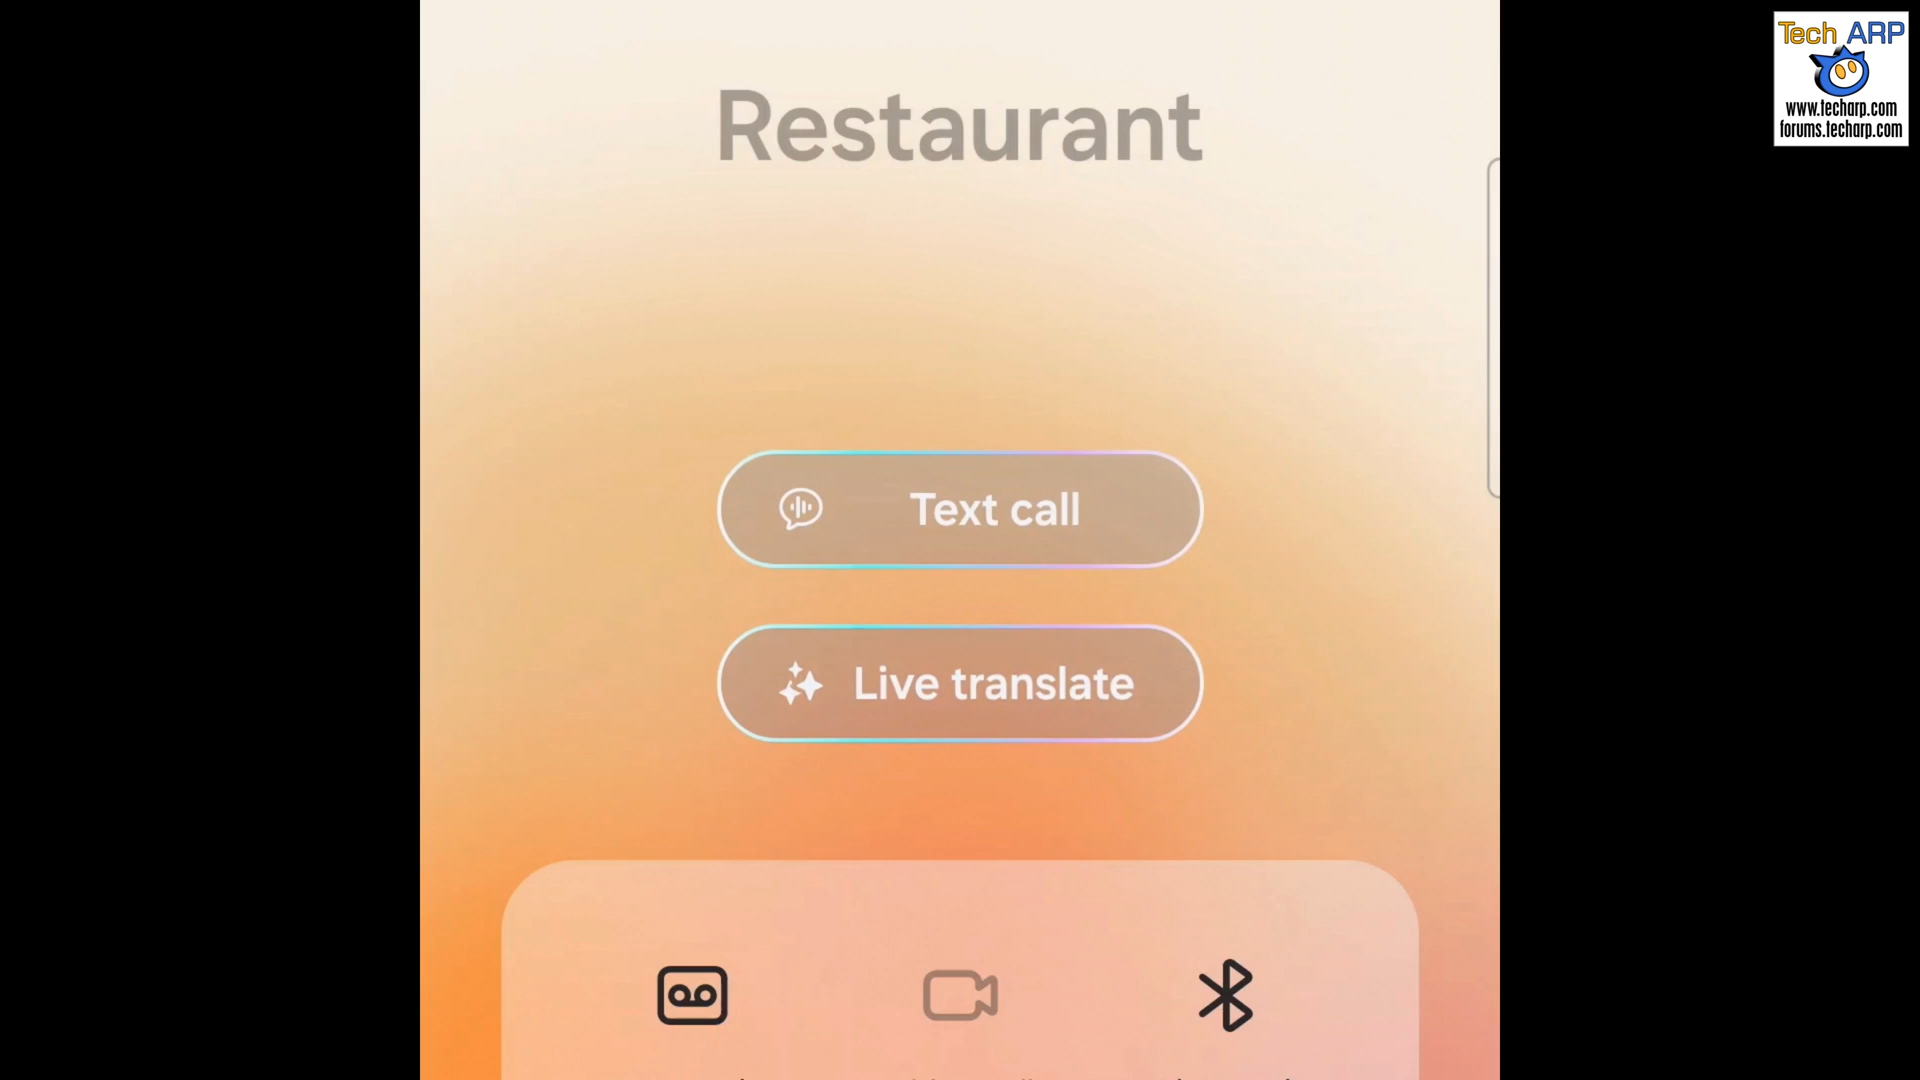 Tech ARP
www.techarp.com
forums.techarp.com
Restaurant
Text call
Live translate